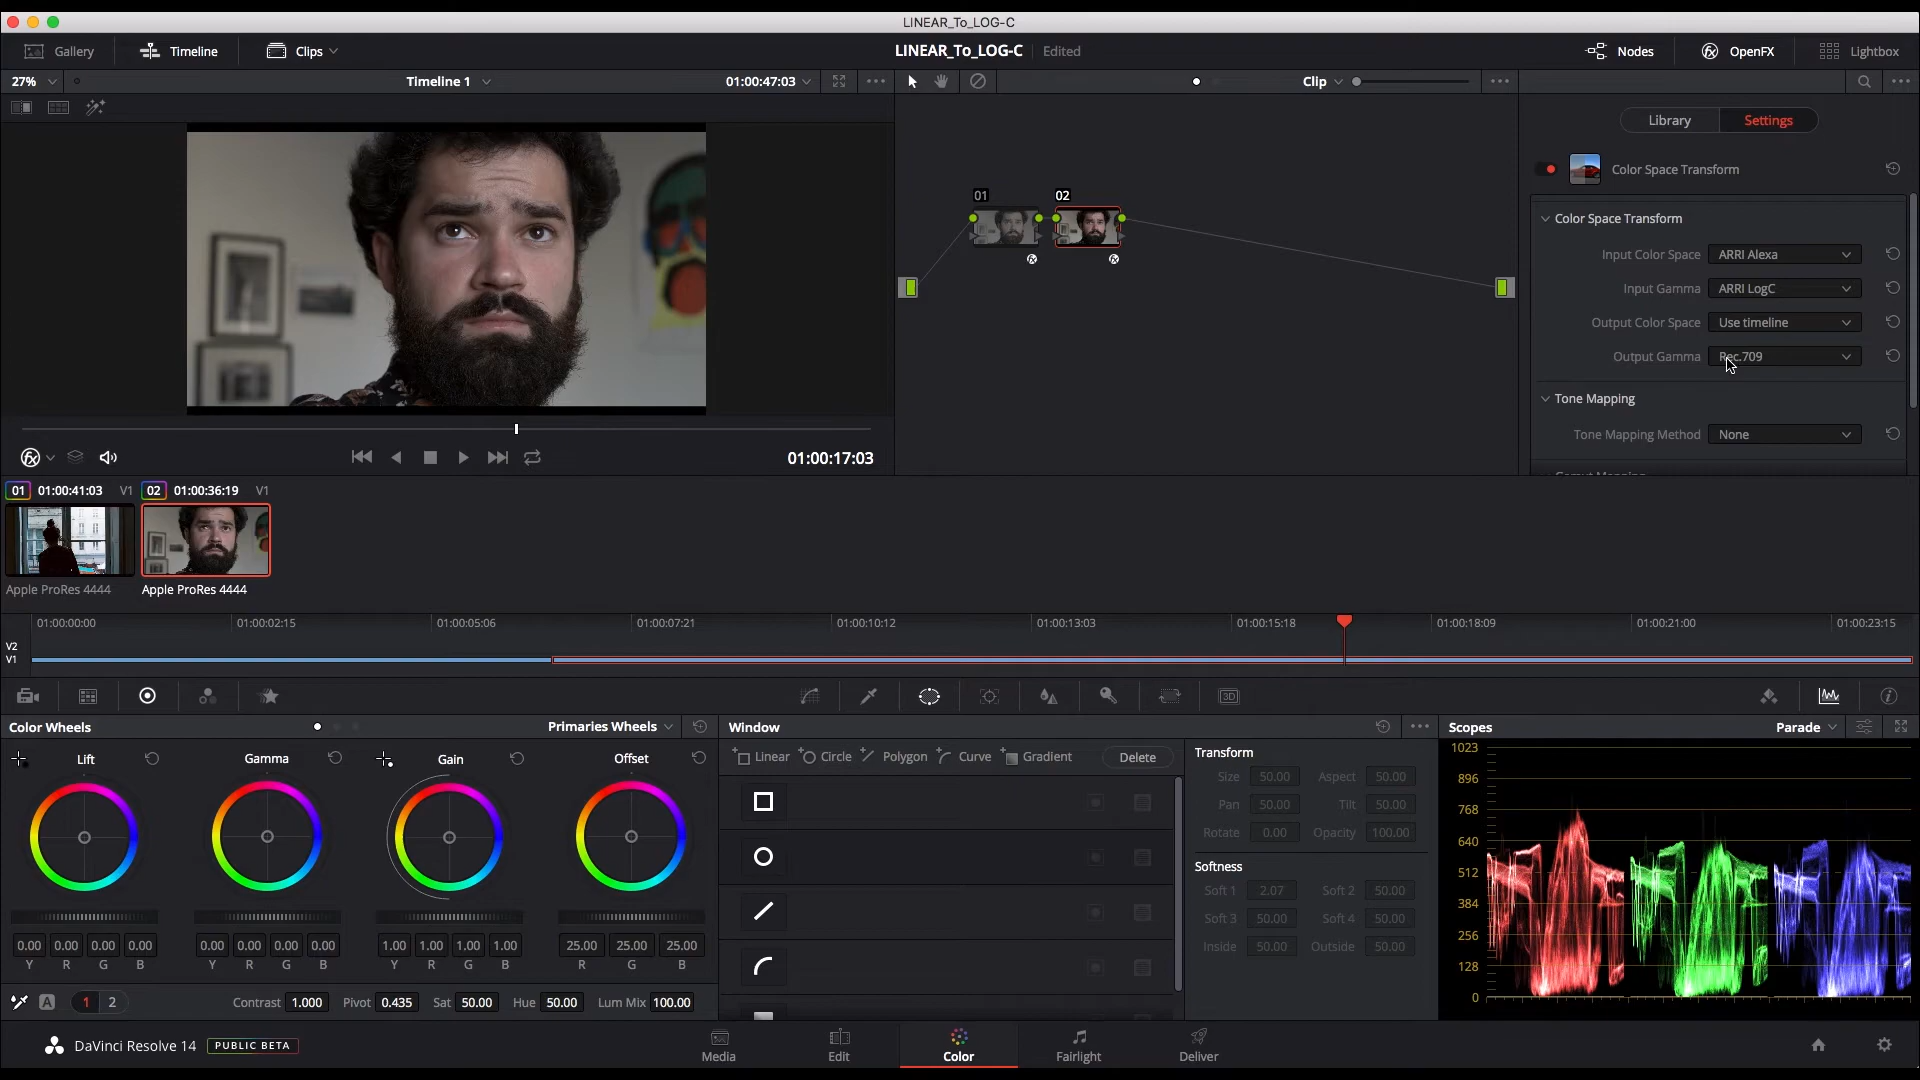 LINEAR_To_LOG-C
Gallery Timeline Clips LINEAR_To_LOG-C Edited Nodes OpenFX Lightbox
27% Timeline 1 01:00:47:03 Clip
Library Settings
Color Space Transform
01 02
Color Space Transform
Input Color Space ARRI Alexa
Input Gamma ARRI LogC
Output Color Space Use timeline
Output Gamma Rec.709
Tone Mapping
Tone Mapping Method None
01:00:17:03
01 01:00:41:03 V1 02 01:00:36:19 V1
Apple ProRes 4444 Apple ProRes 4444
01:00:00:00 01:00:02:15 01:00:05:06 01:00:07:21 01:00:10:12 01:00:13:03 01:00:15:18 01:00:18:09 01:00:21:00 01:00:23:15
V2
V1
3D
Color Wheels Primaries Wheels Window Scopes Parade
Lift Gamma Gain Offset
0.00 0.00 0.00 0.00 0.00 0.00 0.00 0.00 1.00 1.00 1.00 1.00 25.00 25.00 25.00
Y R G B Y R G B Y R G B R G B
A 1 2 Contrast 1.000 Pivot 0.435 Sat 50.00 Hue 50.00 Lum Mix 100.00
Linear Circle Polygon Curve Gradient Delete
Transform
Size 50.00 Aspect 50.00
Pan 50.00 Tilt 50.00
Rotate 0.00 Opacity 100.00
Softness
Soft 1 2.07 Soft 2 50.00
Soft 3 50.00 Soft 4 50.00
Inside 50.00 Outside 50.00
1023
896
768
640
512
384
256
128
0
DaVinci Resolve 14 PUBLIC BETA Media Edit Color Fairlight Deliver